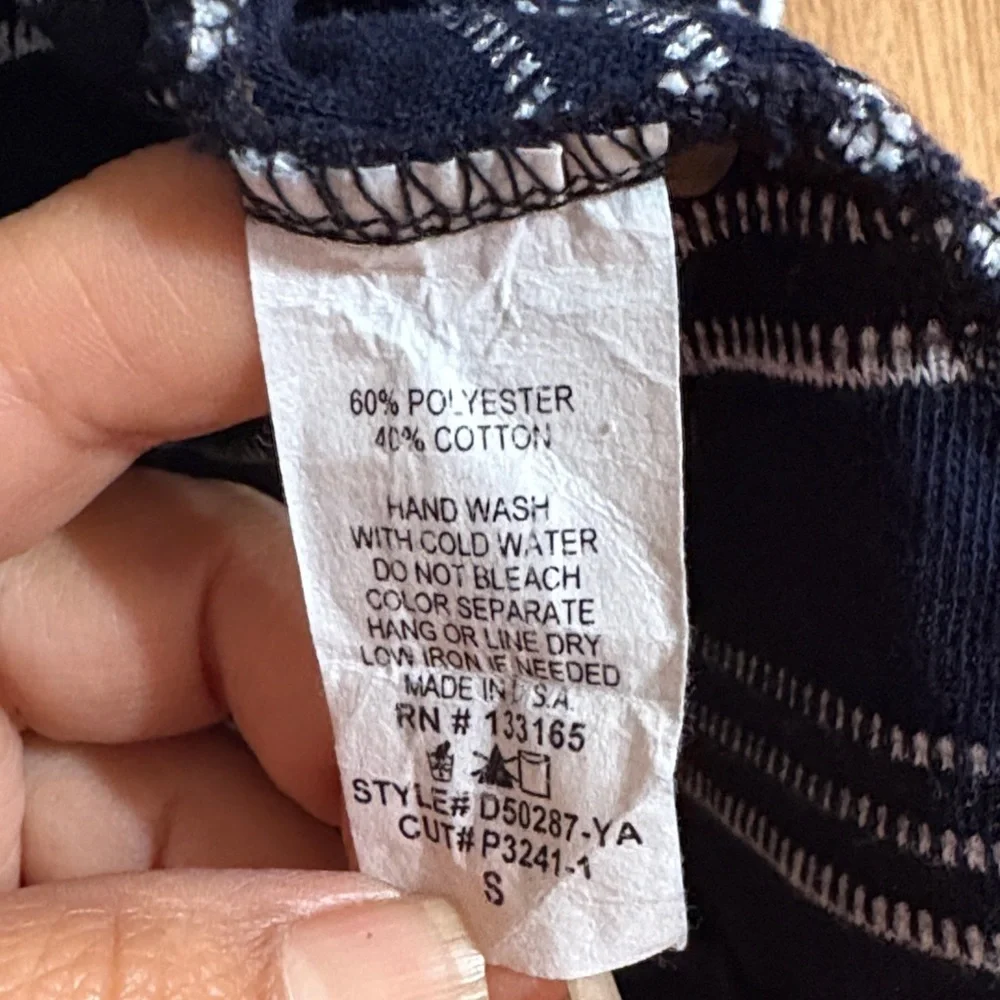 60% POLYESTER
40% COTTON
HAND WASH
WITH COLD WATER
DO NOT BLEACH
COLOR SEPARATE
HANG OR LINE DRY
LOW IRON IF NEEDED
MADE IN U.S.A.
RN # 133165
STYLE# D50287-YA
CUT# P3241-1
S